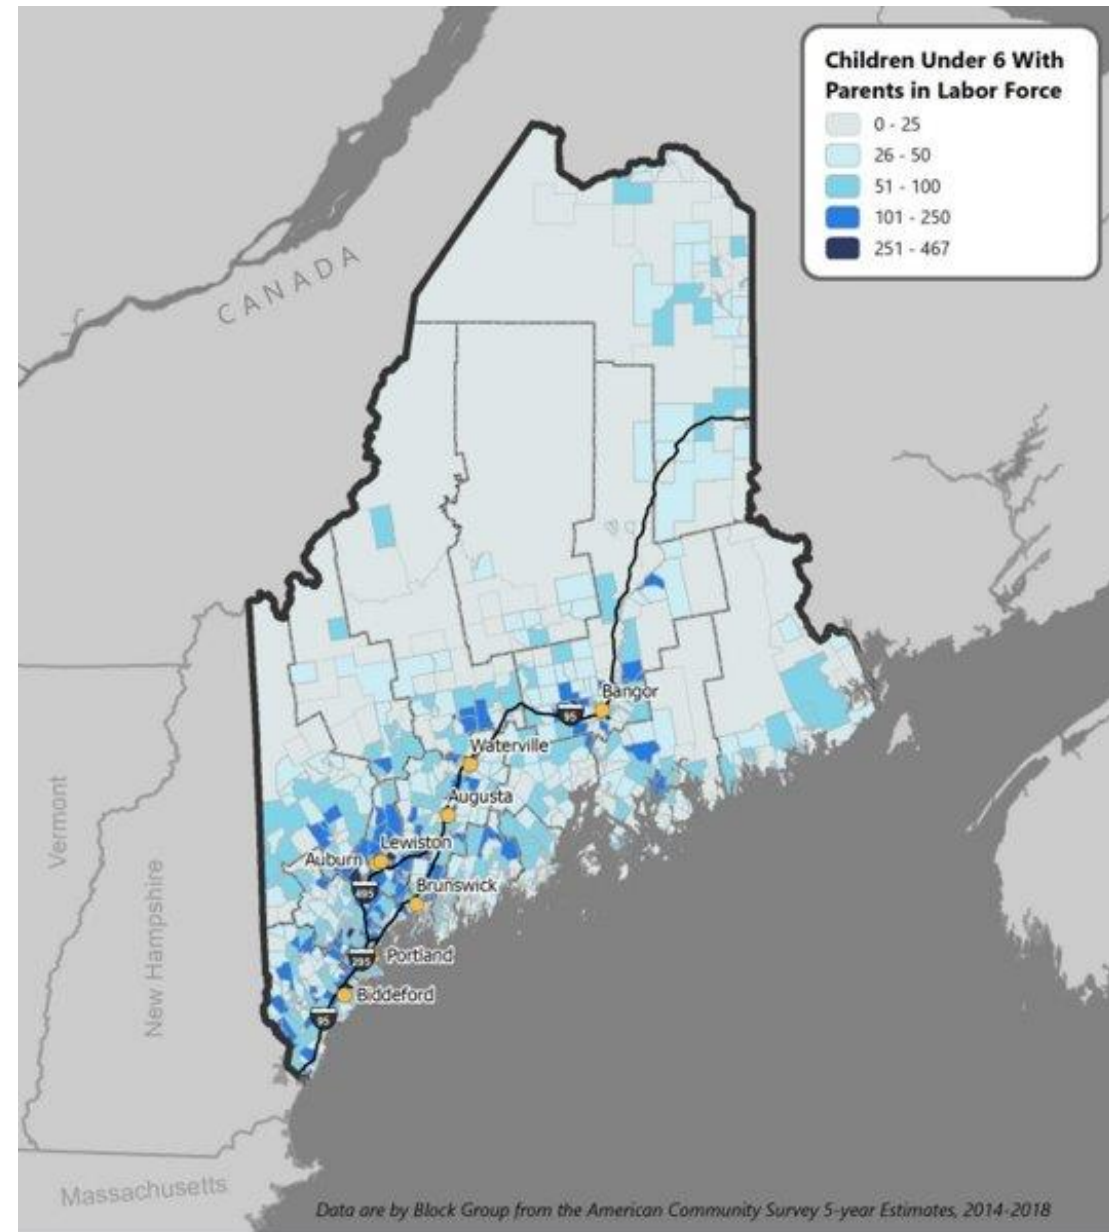 Children Under 6 With
Parents in Labor Force
0 - 25
26 - 50
51 - 100
101 - 250
251 - 467
CANADA
Bangor
95
Waterville
Augusta
Lewiston
Auburn
Brunswick
495
Portland
295
Biddeford
95
Vermont
New Hampshire
Massachusetts
Data are by Block Group from the American Community Survey 5-year Estimates, 2014-2018